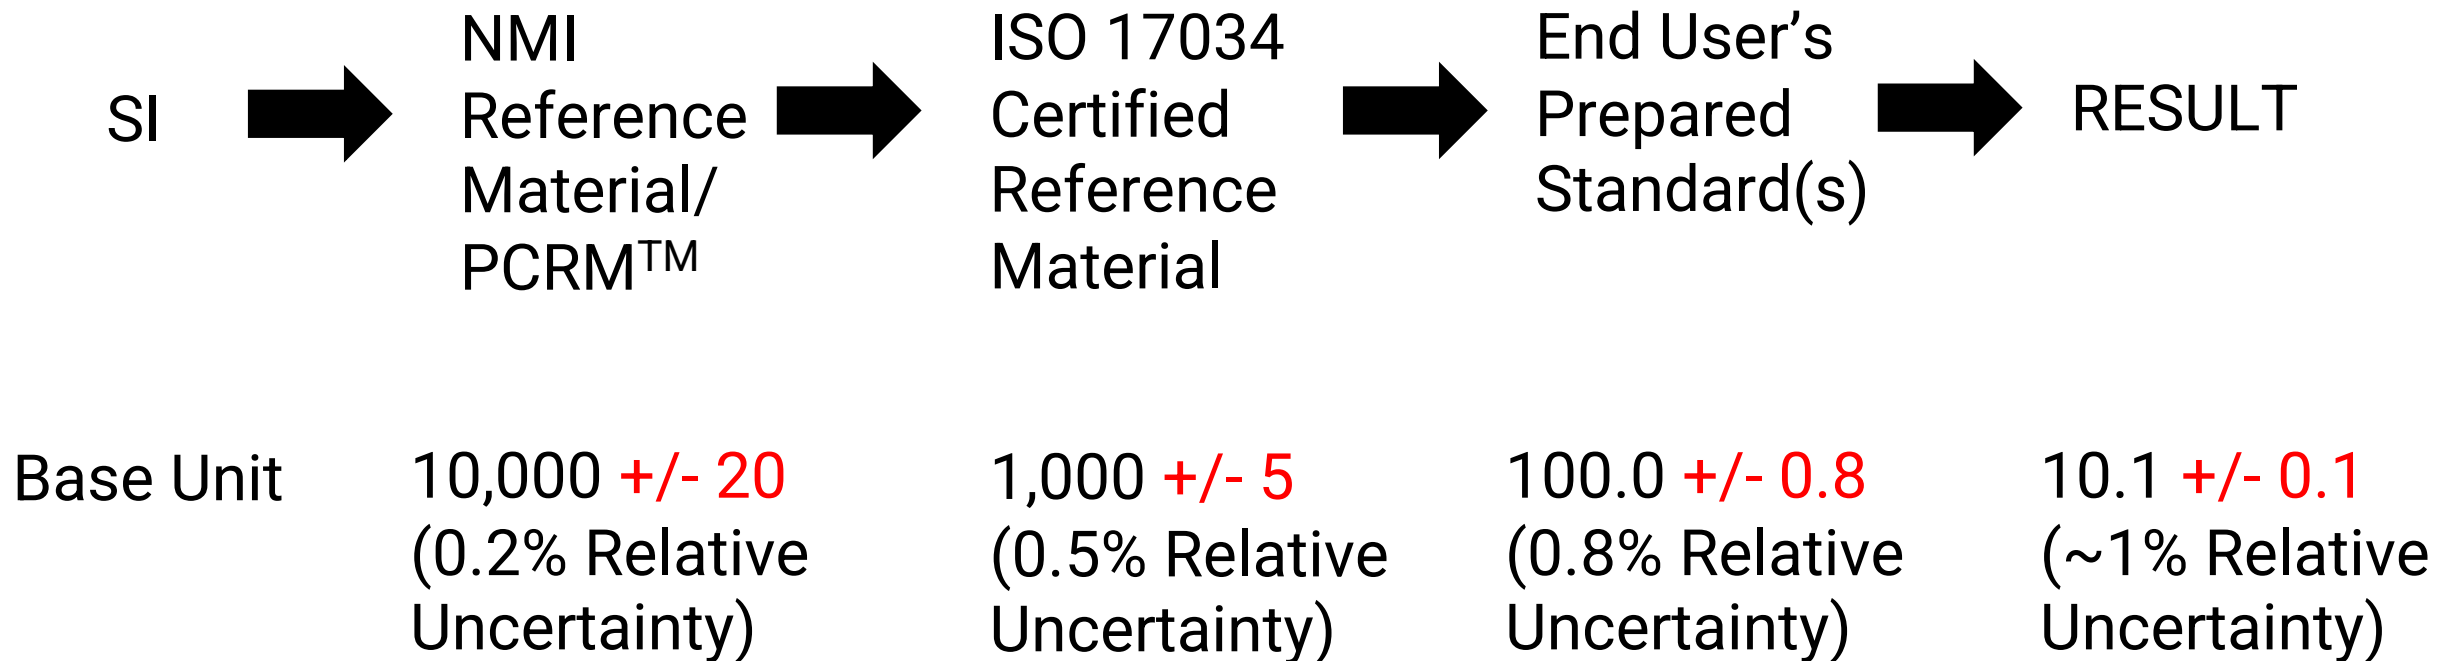 SI
NMI
Reference
Material/
PCRM™
ISO 17034
Certified
Reference
Material
End User’s
Prepared
Standard(s)
RESULT
Base Unit
10,000 +/- 20
(0.2% Relative
Uncertainty)
1,000 +/- 5
(0.5% Relative
Uncertainty)
100.0 +/- 0.8
(0.8% Relative
Uncertainty)
10.1 +/- 0.1
(~1% Relative
Uncertainty)